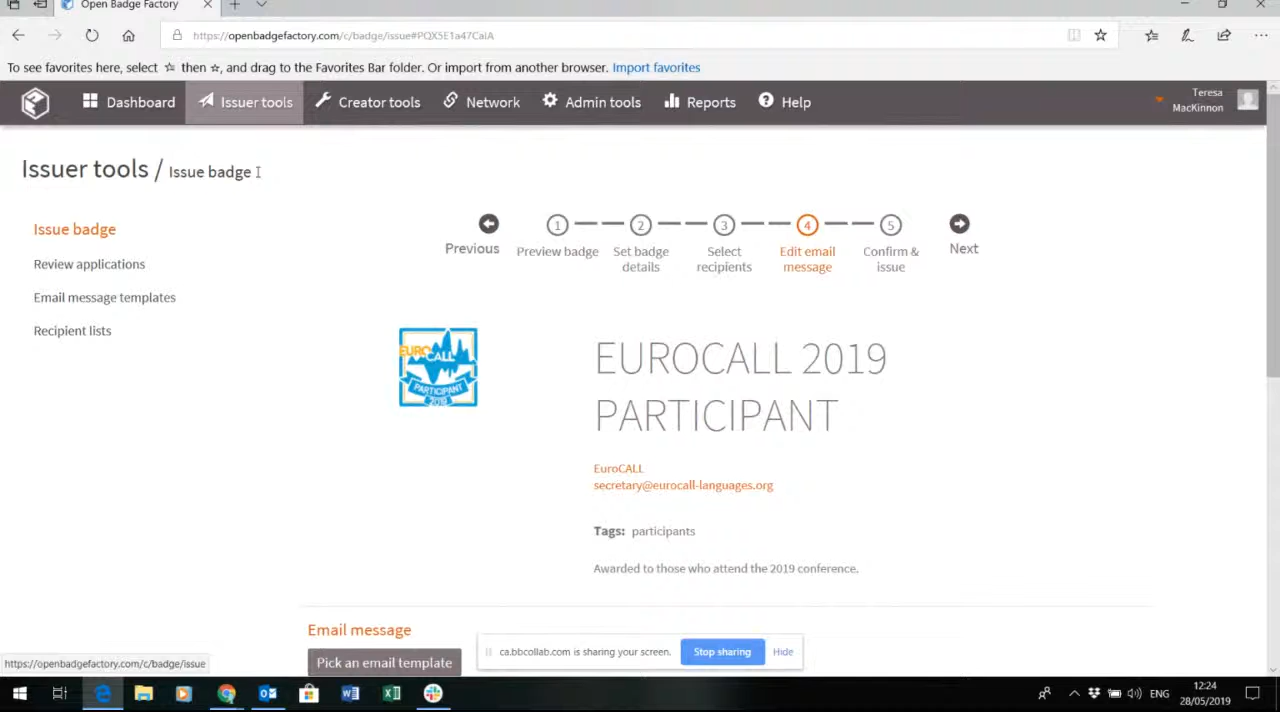 Open Badge Factory
https://openbadgefactory.com/c/badge/issue#PQX5E1a47CaiA
To see favorites here, select ☆ then ☆, and drag to the Favorites Bar folder. Or import from another browser. Import favorites
Dashboard Issuer tools Creator tools Network Admin tools Reports Help
Teresa
MacKinnon
Issuer tools / Issue badge
Issue badge
Review applications
Email message templates
Recipient lists
Previous
1 2 3 4 5
Preview badge Set badge Select Edit email Confirm &
details recipients message issue
Next
EUROCALL
PARTICIPANT
2019
EUROCALL 2019
PARTICIPANT
EuroCALL
secretary@eurocall-languages.org
Tags: participants
Awarded to those who attend the 2019 conference.
Email message
Pick an email template
ca.bbcollab.com is sharing your screen. Stop sharing Hide
https://openbadgefactory.com/c/badge/issue
ENG
12:24
28/05/2019